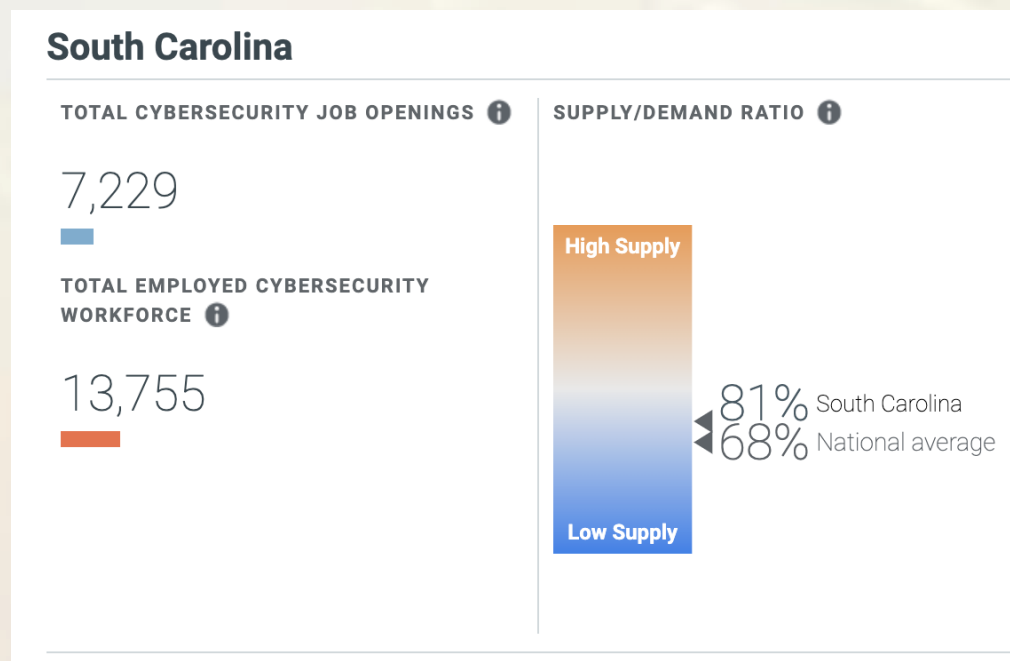 South Carolina
TOTAL CYBERSECURITY JOB OPENINGS
7,229
TOTAL EMPLOYED CYBERSECURITY
WORKFORCE
13,755
SUPPLY/DEMAND RATIO
High Supply
81% South Carolina
68% National average
Low Supply